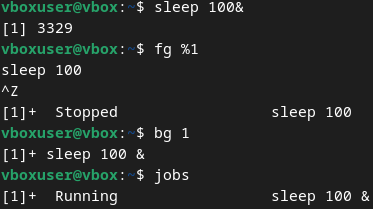 vboxuser@vbox:~$ sleep 100&
[1] 3329
vboxuser@vbox:~$ fg %1
sleep 100
^Z
[1]+  Stopped                 sleep 100
vboxuser@vbox:~$ bg 1
[1]+ sleep 100 &
vboxuser@vbox:~$ jobs
[1]+  Running                 sleep 100 &